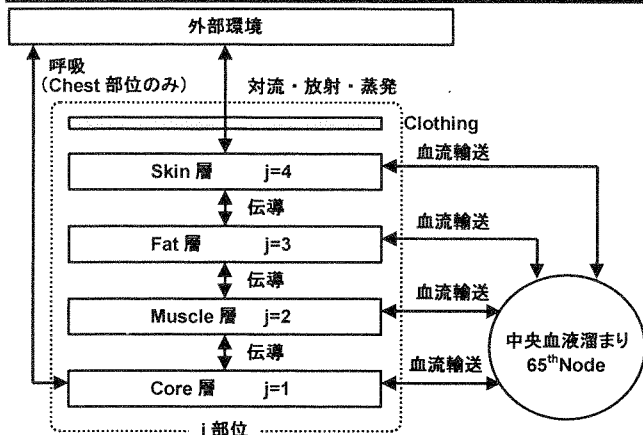 外部環境
呼吸
(Chest 部位のみ)
対流・放射・蒸発
Clothing
血流輸送
Skin 層 j=4
伝導
血流輸送
Fat 層 j=3
伝導
血流輸送
Muscle 層 j=2
中央血液溜まり
65thNode
伝導
血流輸送
Core 層 j=1
i 部位